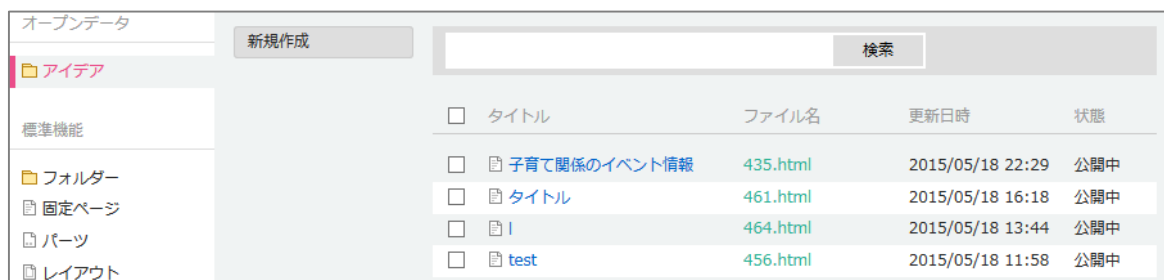 オープンデータ
アイデア
標準機能
フォルダー
固定ページ
パーツ
レイアウト
新規作成
検索
タイトル ファイル名 更新日時 状態
子育て関係のイベント情報 435.html 2015/05/18 22:29 公開中
タイトル 461.html 2015/05/18 16:18 公開中
l 464.html 2015/05/18 13:44 公開中
test 456.html 2015/05/18 11:58 公開中